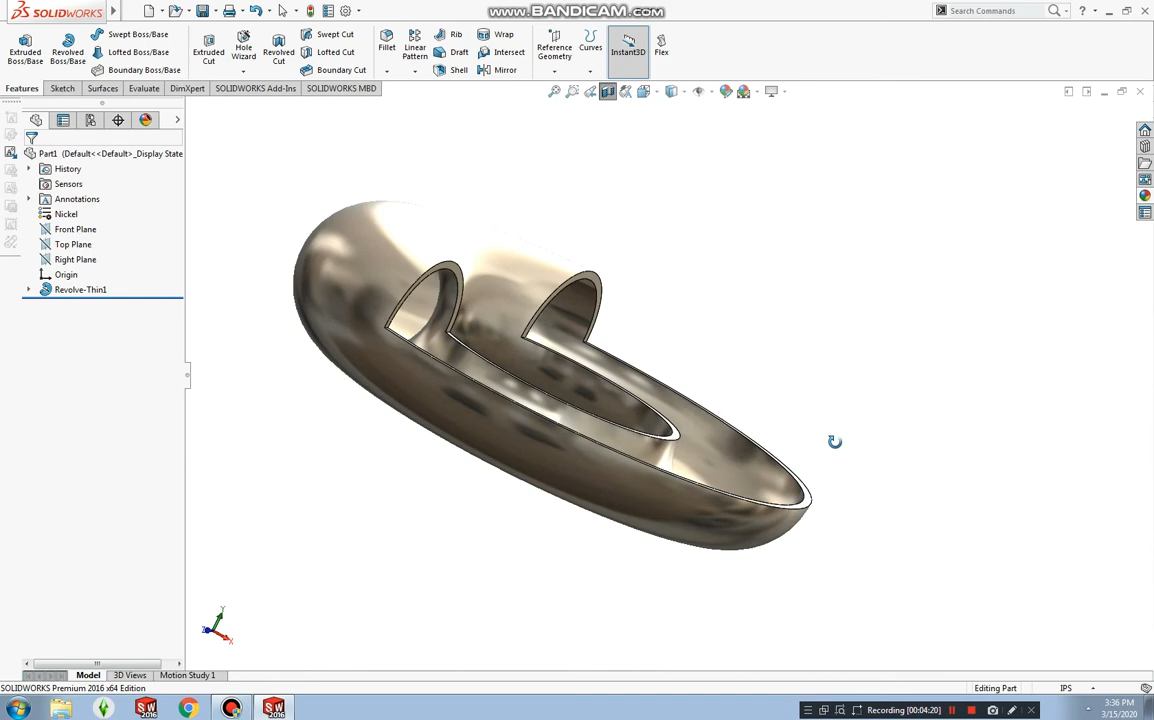 SOLIDWORKS
WWW.BANDICAM.COM
Search Commands
Extruded Boss/Base
Revolved Boss/Base
Swept Boss/Base
Lofted Boss/Base
Boundary Boss/Base
Extruded Cut
Hole Wizard
Revolved Cut
Swept Cut
Lofted Cut
Boundary Cut
Fillet
Linear Pattern
Rib
Draft
Shell
Wrap
Intersect
Mirror
Reference Geometry
Curves
Instant3D
Flex
Features
Sketch
Surfaces
Evaluate
DimXpert
SOLIDWORKS Add-Ins
SOLIDWORKS MBD
Part1 (Default<<Default>_Display State
History
Sensors
Annotations
Nickel
Front Plane
Top Plane
Right Plane
Origin
Revolve-Thin1
Y
Z
X
Model
3D Views
Motion Study 1
SOLIDWORKS Premium 2016 x64 Edition
Editing Part
IPS
SW 2016
SW 2016
Recording [00:04:20]
3:36 PM
3/15/2020